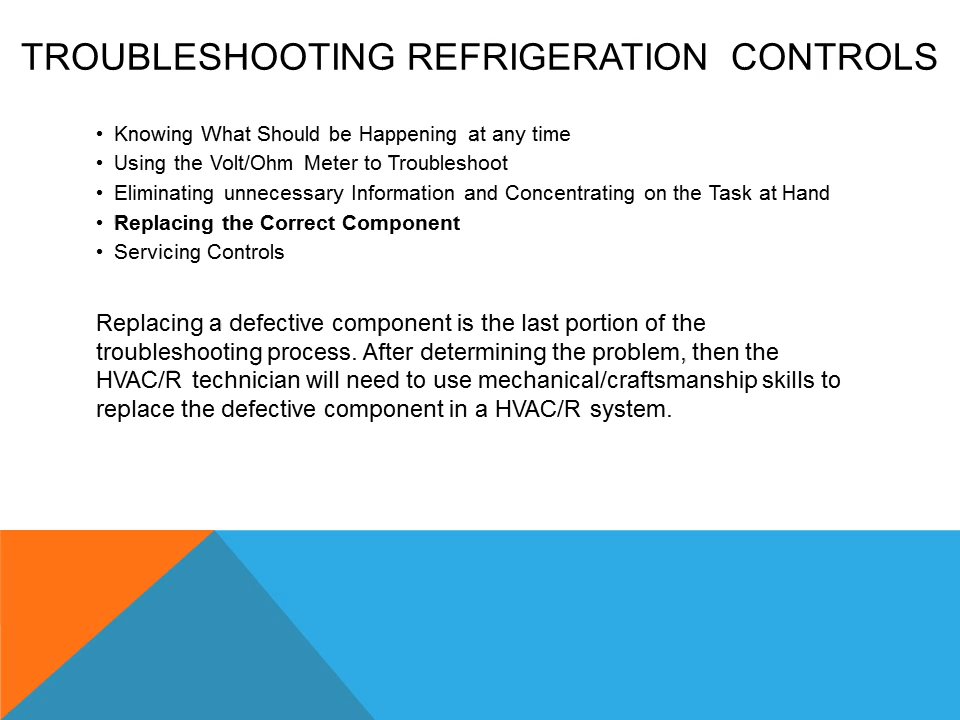 TROUBLESHOOTING REFRIGERATION CONTROLS
• Knowing What Should be Happening at any time
• Using the Volt/Ohm Meter to Troubleshoot
• Eliminating unnecessary Information and Concentrating on the Task at Hand
• Replacing the Correct Component
• Servicing Controls
Replacing a defective component is the last portion of the
troubleshooting process. After determining the problem, then the
HVAC/R technician will need to use mechanical/craftsmanship skills to
replace the defective component in a HVAC/R system.